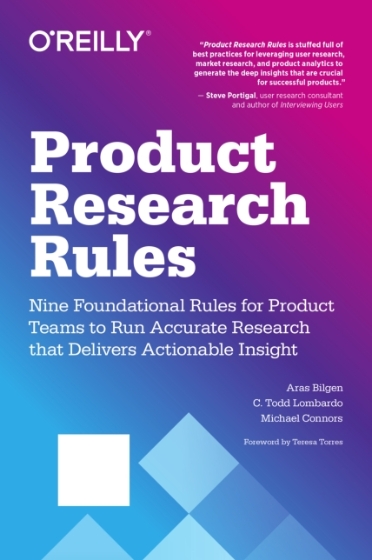 O'REILLY®
"Product Research Rules is stuffed full of
best practices for leveraging user research,
market research, and product analytics to
generate the deep insights that are crucial
for successful products."
— Steve Portigal, user research consultant
and author of Interviewing Users
Product
Research
Rules
Nine Foundational Rules for Product
Teams to Run Accurate Research
that Delivers Actionable Insight
Aras Bilgen
C. Todd Lombardo
Michael Connors
Foreword by Teresa Torres